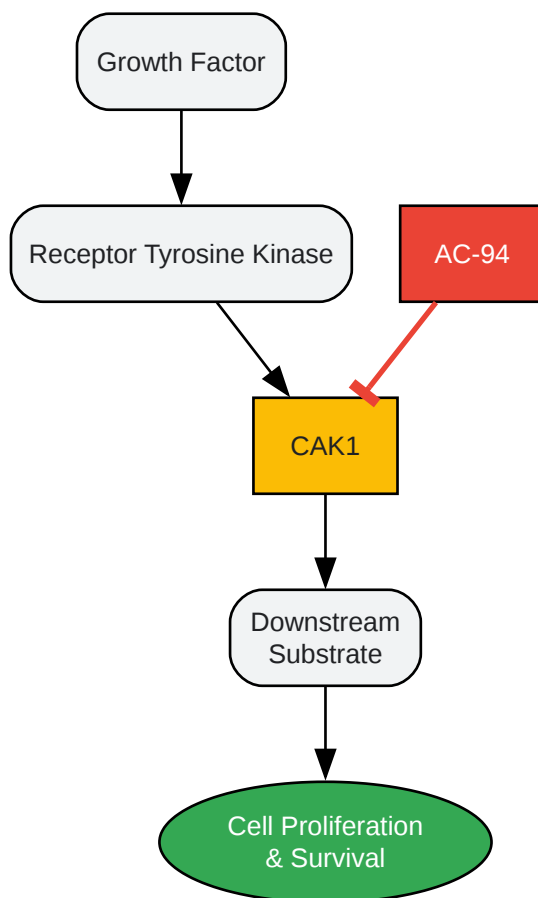 Growth Factor
Receptor Tyrosine Kinase
AC-94
CAK1
Downstream
Substrate
Cell Proliferation
& Survival